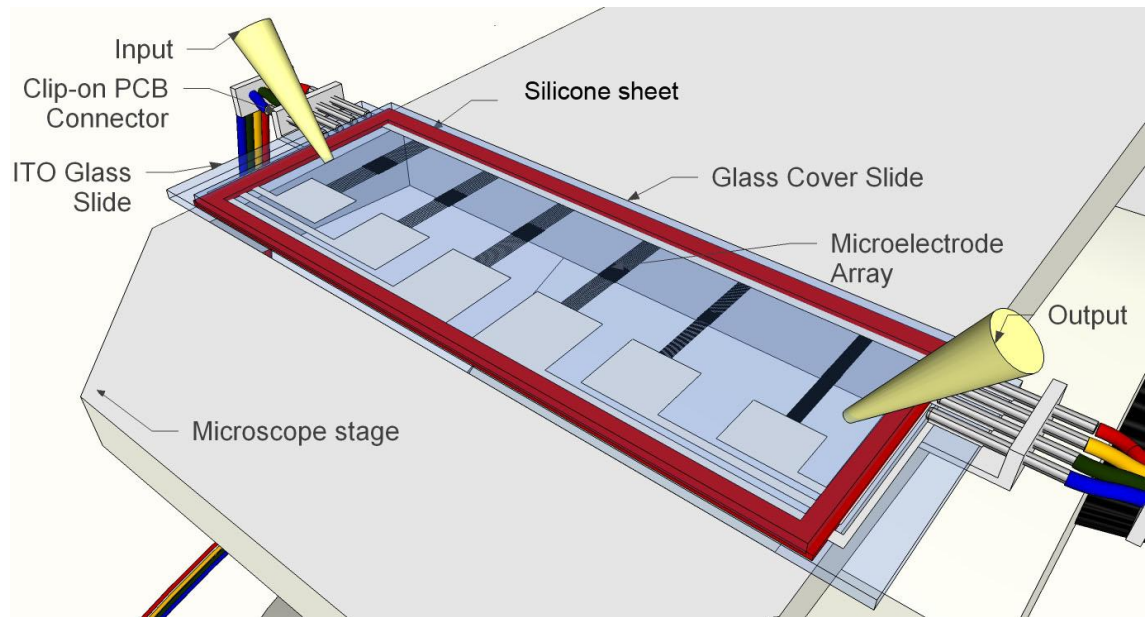 Input
Clip-on PCB
Connector
ITO Glass
Slide
Silicone sheet
Glass Cover Slide
Microelectrode
Array
Output
Microscope stage